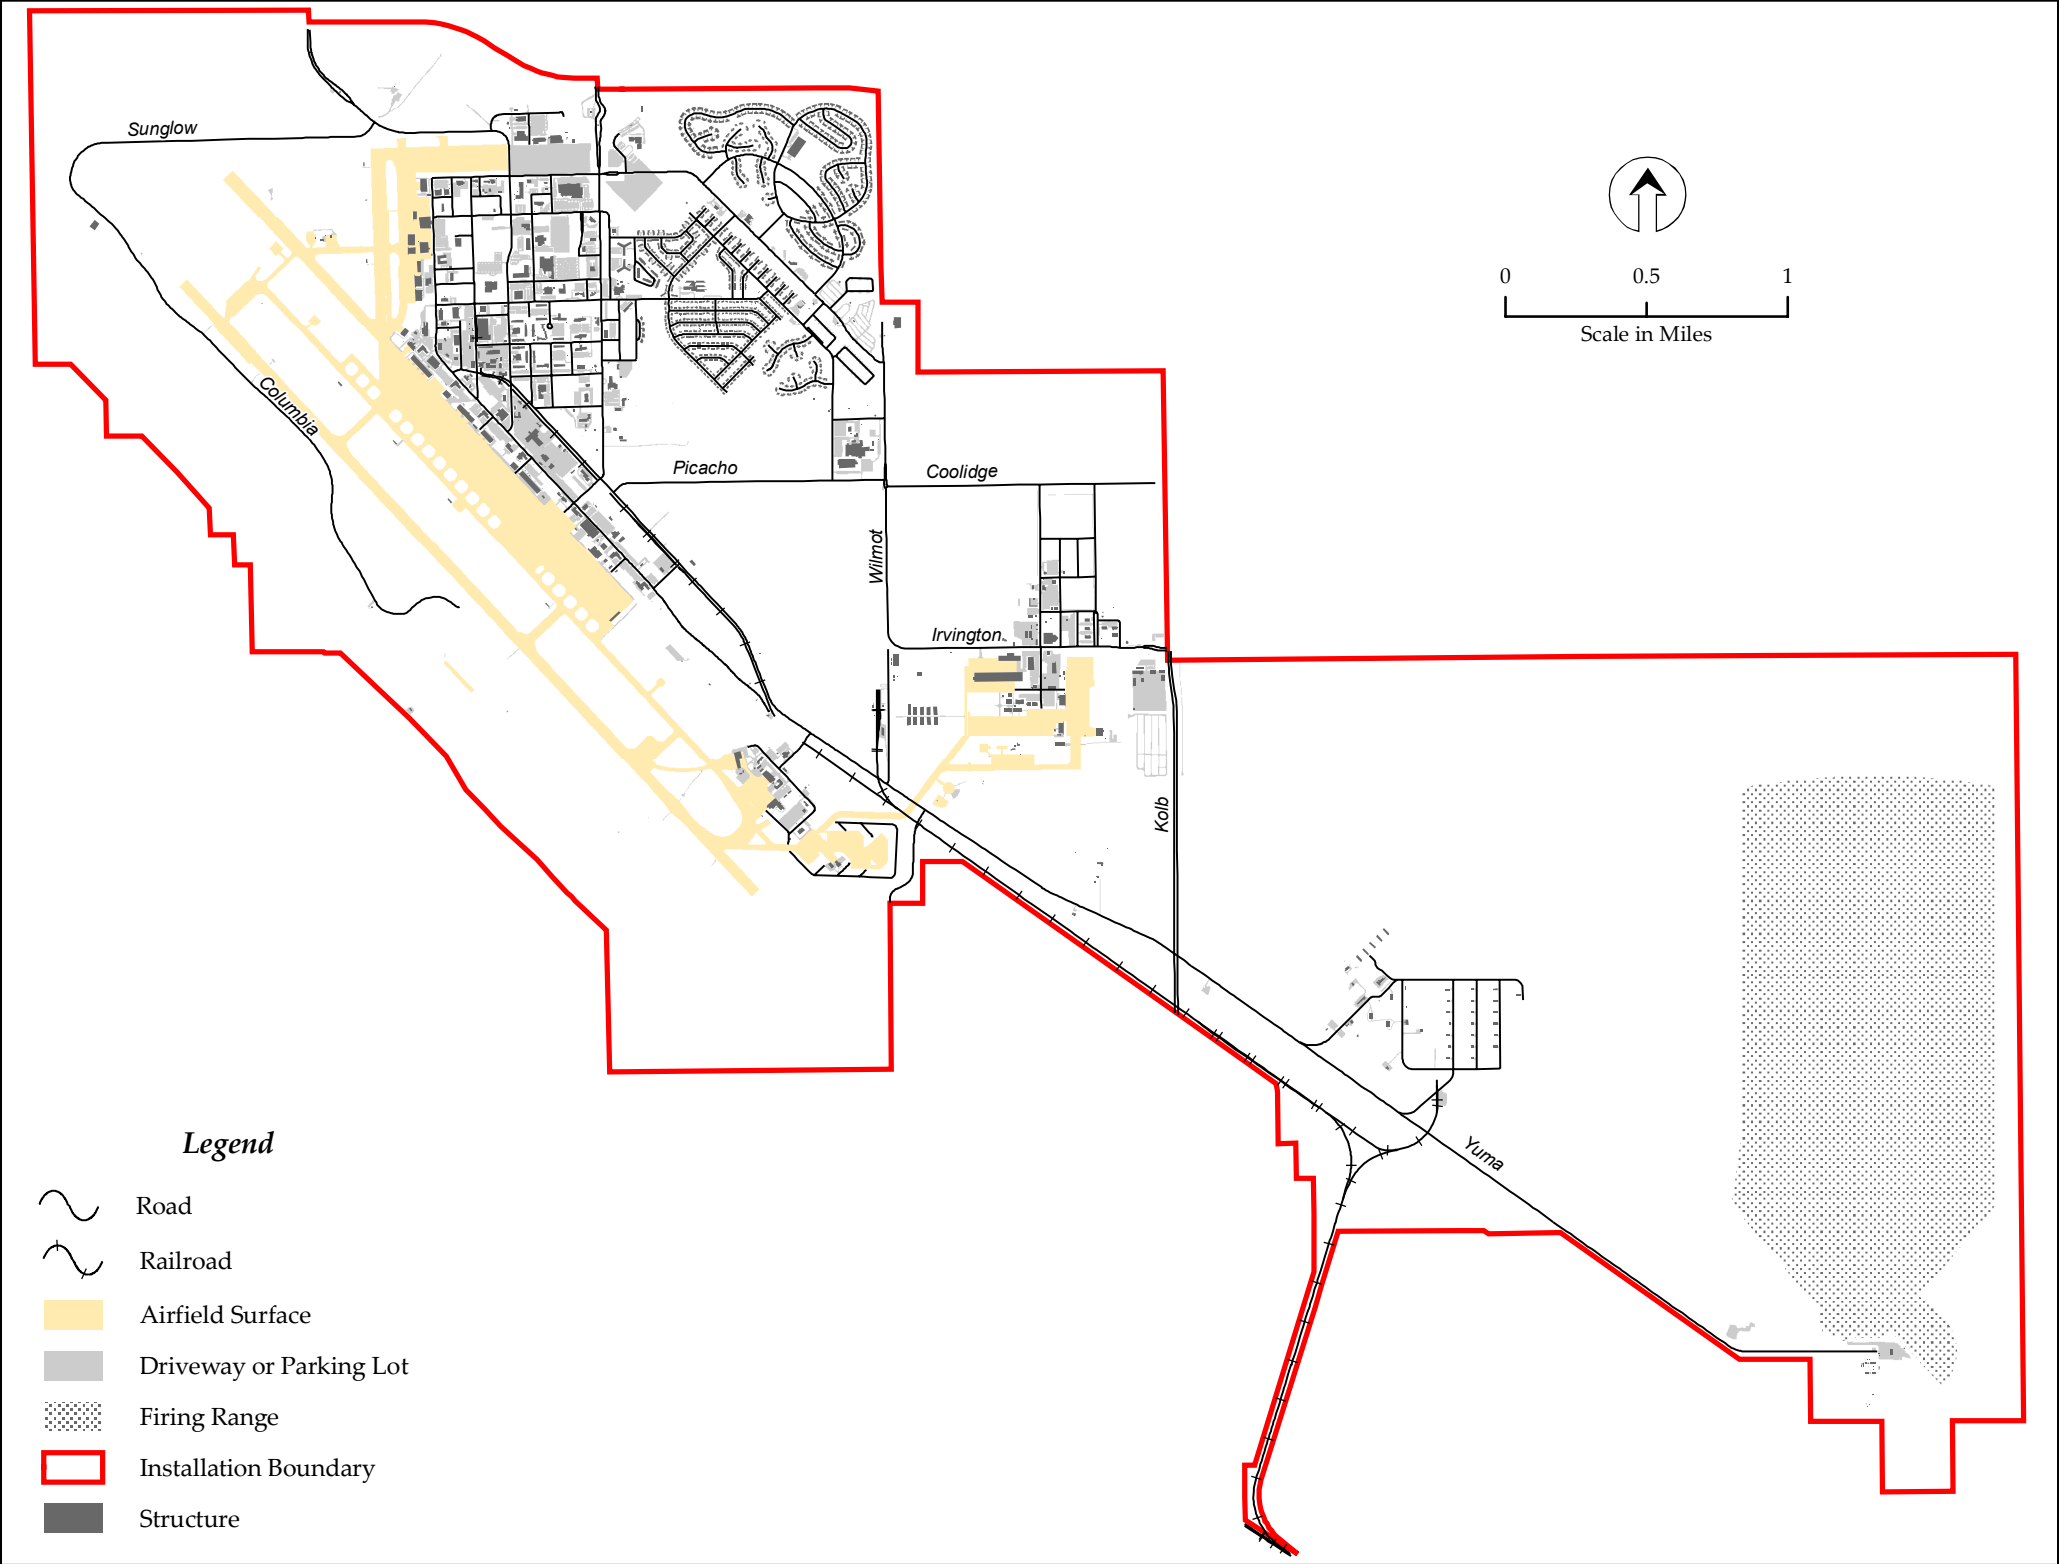 Sunglow
Columbia
0 0.5 1
Scale in Miles
Picacho
Coolidge
Wilmot
Irvington
Kolb
Yuma
Legend
Road
Railroad
Airfield Surface
Driveway or Parking Lot
Firing Range
Installation Boundary
Structure